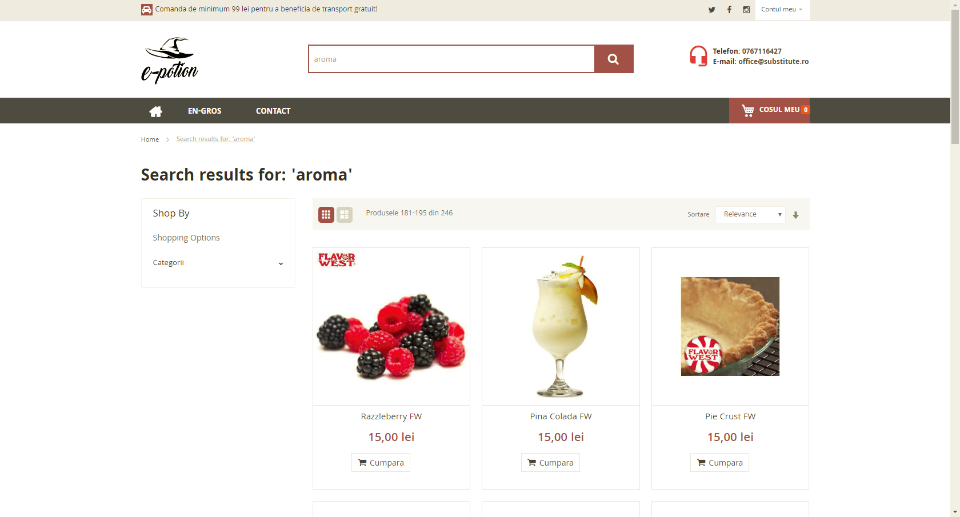 Comanda de minimum 99 lei pentru a beneficia de transport gratuit!
Contul meu
e-potion
aroma
Telefon: 0767116427
E-mail: office@substitute.ro
EN-GROS
CONTACT
COSUL MEU 0
Home
Search results for: 'aroma'
Search results for: 'aroma'
Shop By
Shopping Options
Categorii
Produsele 181-195 din 246
Sortare
Relevance
FLAVOR WEST
FLAVOR WEST
Razzleberry FW
Pina Colada FW
Pie Crust FW
15,00 lei
15,00 lei
15,00 lei
Cumpara
Cumpara
Cumpara